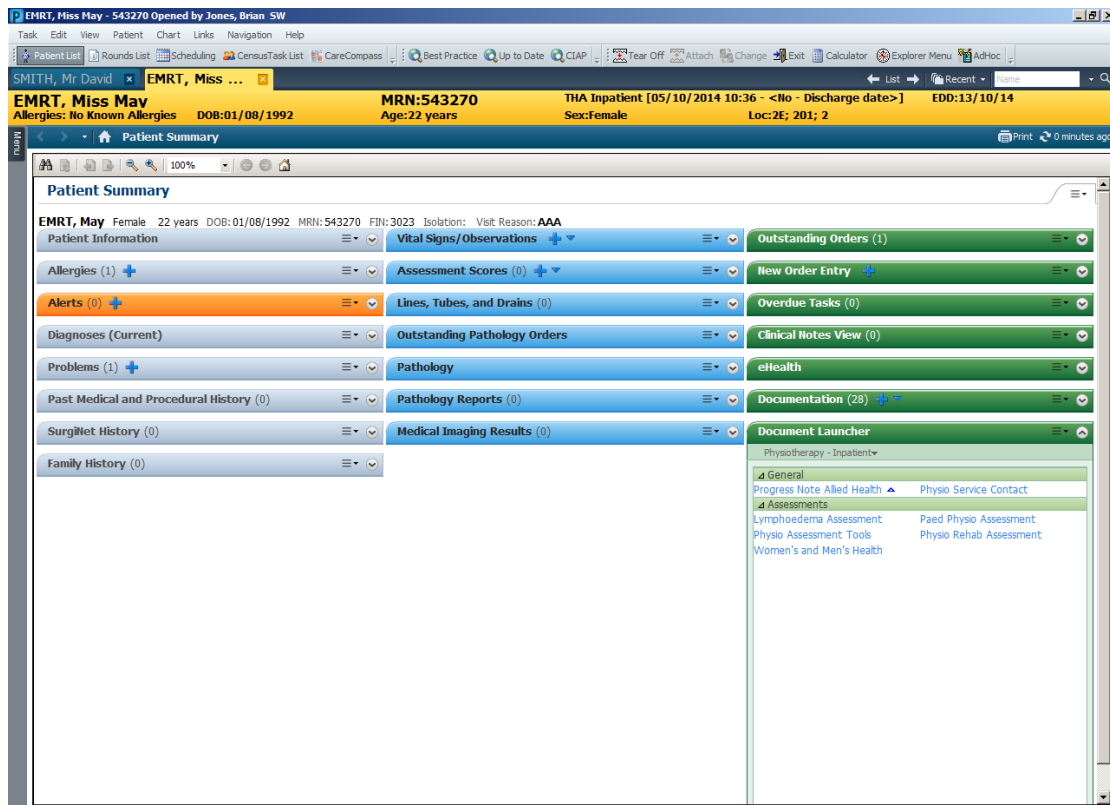 EMRT, Miss May - 543270 Opened by Jones, Brian SW
Task Edit View Patient Chart Links Navigation Help
Patient List Rounds List Scheduling CensusTask List CareCompass Best Practice Up to Date CIAP Tear Off Attach Change Exit Calculator Explorer Menu AdHoc
SMITH, Mr David EMRT, Miss ... List Recent Name
EMRT, Miss May MRN:543270 THA Inpatient [05/10/2014 10:36 - <No - Discharge date>] EDD:13/10/14
Allergies: No Known Allergies DOB:01/08/1992 Age:22 years Sex:Female Loc:2E; 201; 2
Menu Patient Summary Print 0 minutes ago
100%
Patient Summary
EMRT, May Female 22 years DOB:01/08/1992 MRN:543270 FIN:3023 Isolation: Visit Reason:AAA
Patient Information Vital Signs/Observations Outstanding Orders (1)
Allergies (1) Assessment Scores (0) New Order Entry
Alerts (0) Lines, Tubes, and Drains (0) Overdue Tasks (0)
Diagnoses (Current) Outstanding Pathology Orders Clinical Notes View (0)
Problems (1) Pathology eHealth
Past Medical and Procedural History (0) Pathology Reports (0) Documentation (28)
SurgiNet History (0) Medical Imaging Results (0) Document Launcher
Family History (0)
Physiotherapy - Inpatient
General
Progress Note Allied Health Physio Service Contact
Assessments
Lymphoedema Assessment Paed Physio Assessment
Physio Assessment Tools Physio Rehab Assessment
Women's and Men's Health